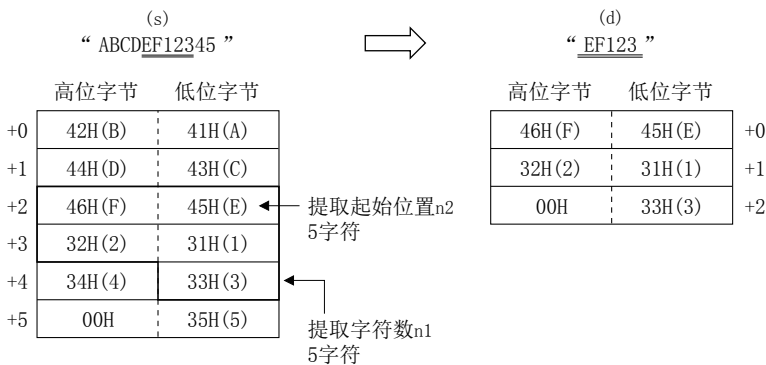 (s) (d)
“ ABCDEF12345 ” “ EF123 ”
高位字节 低位字节 高位字节 低位字节
+0 42H(B) 41H(A) 46H(F) 45H(E) +0
+1 44H(D) 43H(C) 32H(2) 31H(1) +1
+2 46H(F) 45H(E) 提取起始位置n2 00H 33H(3) +2
5字符
+3 32H(2) 31H(1)
+4 34H(4) 33H(3)
+5 00H 35H(5)
提取字符数n1
5字符